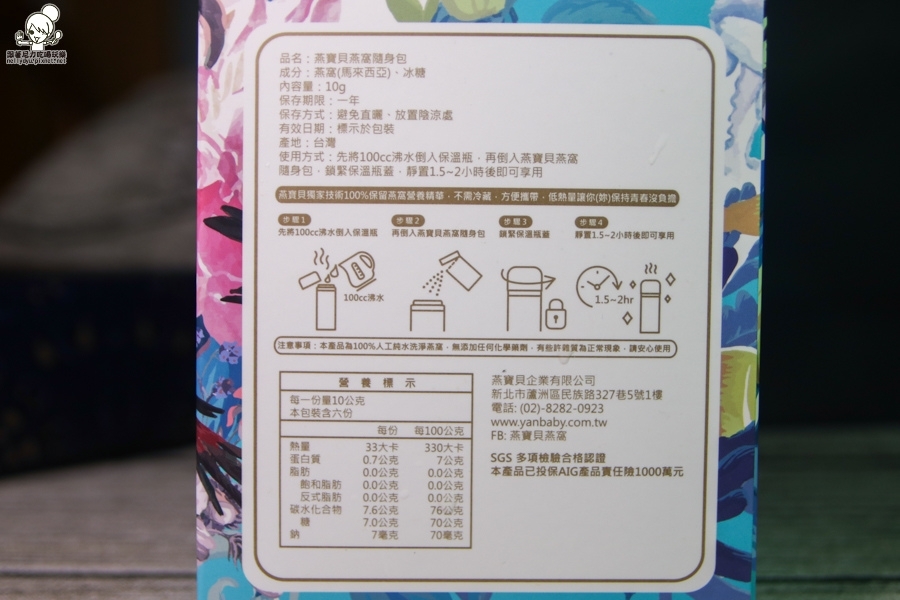 跟著尼力吃喝玩樂
品名：燕寶貝燕窩隨身包
成分：燕窩(馬來西亞)、冰糖
內容量：10g
保存期限：一年
保存方式：避免直曬、放置陰涼處
有效日期：標示於包裝
產地：台灣
使用方式：先將100cc沸水倒入保溫瓶，再倒入燕寶貝燕窩
隨身包，鎖緊保溫瓶蓋，靜置1.5~2小時後即可享用
燕寶貝獨家技術100%保留燕窩營養精華，不需冷藏、方便攜帶，低熱量讓你(妳)保持青春沒負擔
步驟1 步驟2 步驟3 步驟4
先將100cc沸水倒入保溫瓶 再倒入燕寶貝燕窩隨身包 鎖緊保溫瓶蓋 靜置1.5~2小時後即可享用
100cc沸水
1.5~2hr
注意事項：本產品為100%人工純水洗淨燕窩，無添加任何化學藥劑，有些許雜質為正常現象，請安心使用
營養標示
每一份量10公克
本包裝含六份
每份 每100公克
熱量 33大卡 330大卡
蛋白質 0.7公克 7公克
脂肪 0.0公克 0.0公克
飽和脂肪 0.0公克 0.0公克
反式脂肪 0.0公克 0.0公克
碳水化合物 7.6公克 76公克
糖 7.0公克 70公克
鈉 7毫克 70毫克
燕寶貝企業有限公司
新北市蘆洲區民族路327巷5號1樓
電話: (02)-8282-0923
www.yanbaby.com.tw
FB: 燕寶貝燕窩
SGS 多項檢驗合格認證
本產品已投保AIG產品責任險1000萬元